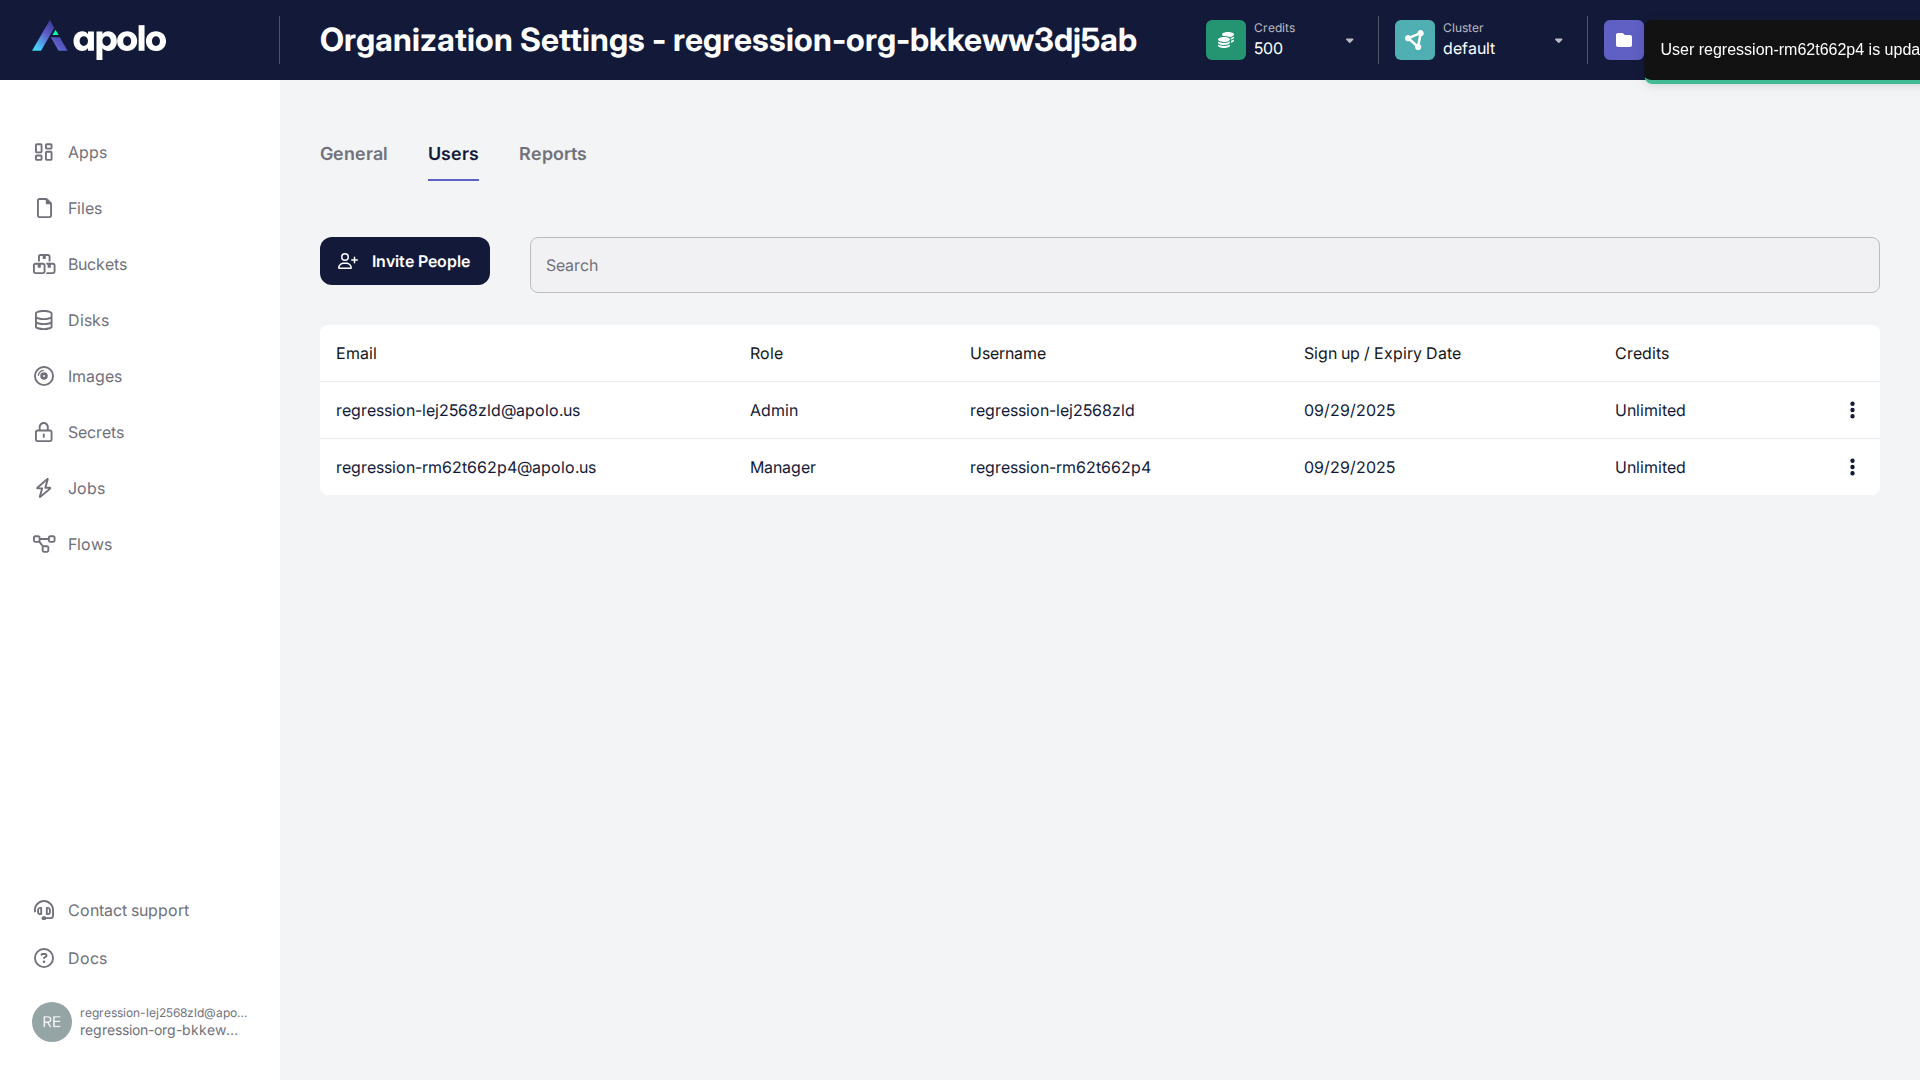 apolo
Organization Settings - regression-org-bkkeww3dj5ab
Credits
500
Cluster
default
User regression-rm62t662p4 is upda
Apps
Files
Buckets
Disks
Images
Secrets
Jobs
Flows
General Users Reports
Invite People
Search
Email Role Username Sign up / Expiry Date Credits
regression-lej2568zld@apolo.us Admin regression-lej2568zld 09/29/2025 Unlimited
regression-rm62t662p4@apolo.us Manager regression-rm62t662p4 09/29/2025 Unlimited
Contact support
Docs
RE
regression-lej2568zld@apo...
regression-org-bkkew...